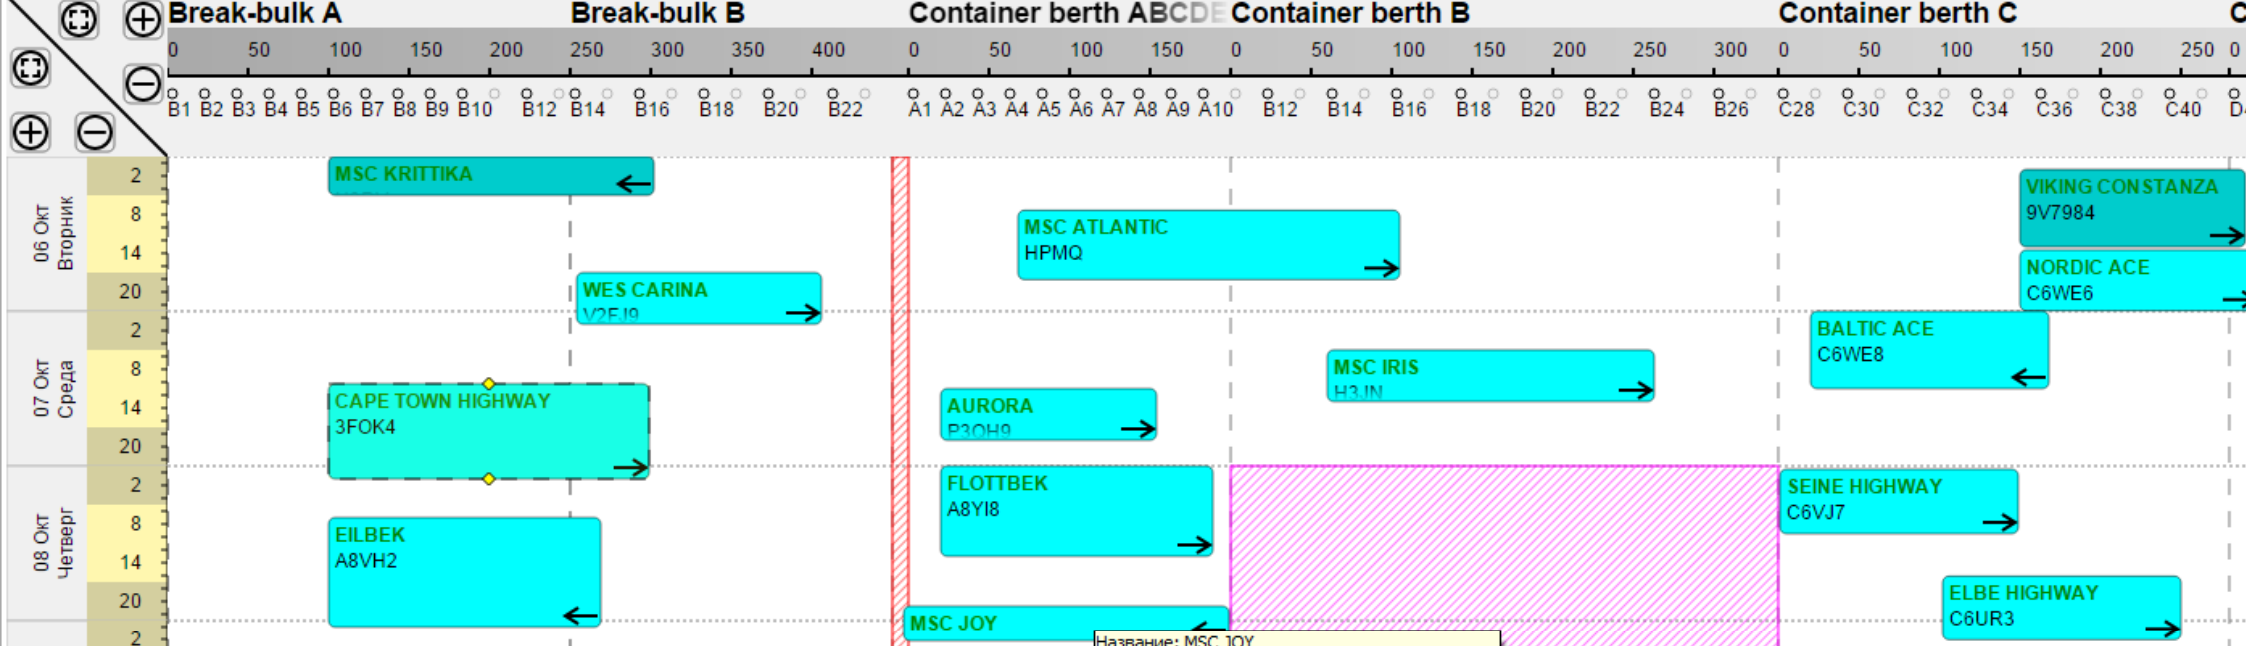 Break-bulk A Break-bulk B Container berth ABCDE Container berth B Container berth C C
0 50 100 150 200 250 300 350 400 0 50 100 150 0 50 100 150 200 250 300 0 50 100 150 200 250 0
B1 B2 B3 B4 B5 B6 B7 B8 B9 B10 B12 B14 B16 B18 B20 B22 A1 A2 A3 A4 A5 A6 A7 A8 A9 A10 B12 B14 B16 B18 B20 B22 B24 B26 C28 C30 C32 C34 C36 C38 C40
06 Окт
Вторник
2
8
14
20
MSC KRITTIKA
MSC ATLANTIC
HPMQ
VIKING CONSTANZA
9V7984
NORDIC ACE
C6WE6
WES CARINA
V2FJ9
07 Окт
Среда
2
8
14
20
BALTIC ACE
C6WE8
MSC IRIS
H3JN
CAPE TOWN HIGHWAY
3FOK4
AURORA
P3OH9
08 Окт
Четверг
2
8
14
20
FLOTTBEK
A8YI8
SEINE HIGHWAY
C6VJ7
EILBEK
A8VH2
ELBE HIGHWAY
C6UR3
MSC JOY
2
Название: MSC JOY